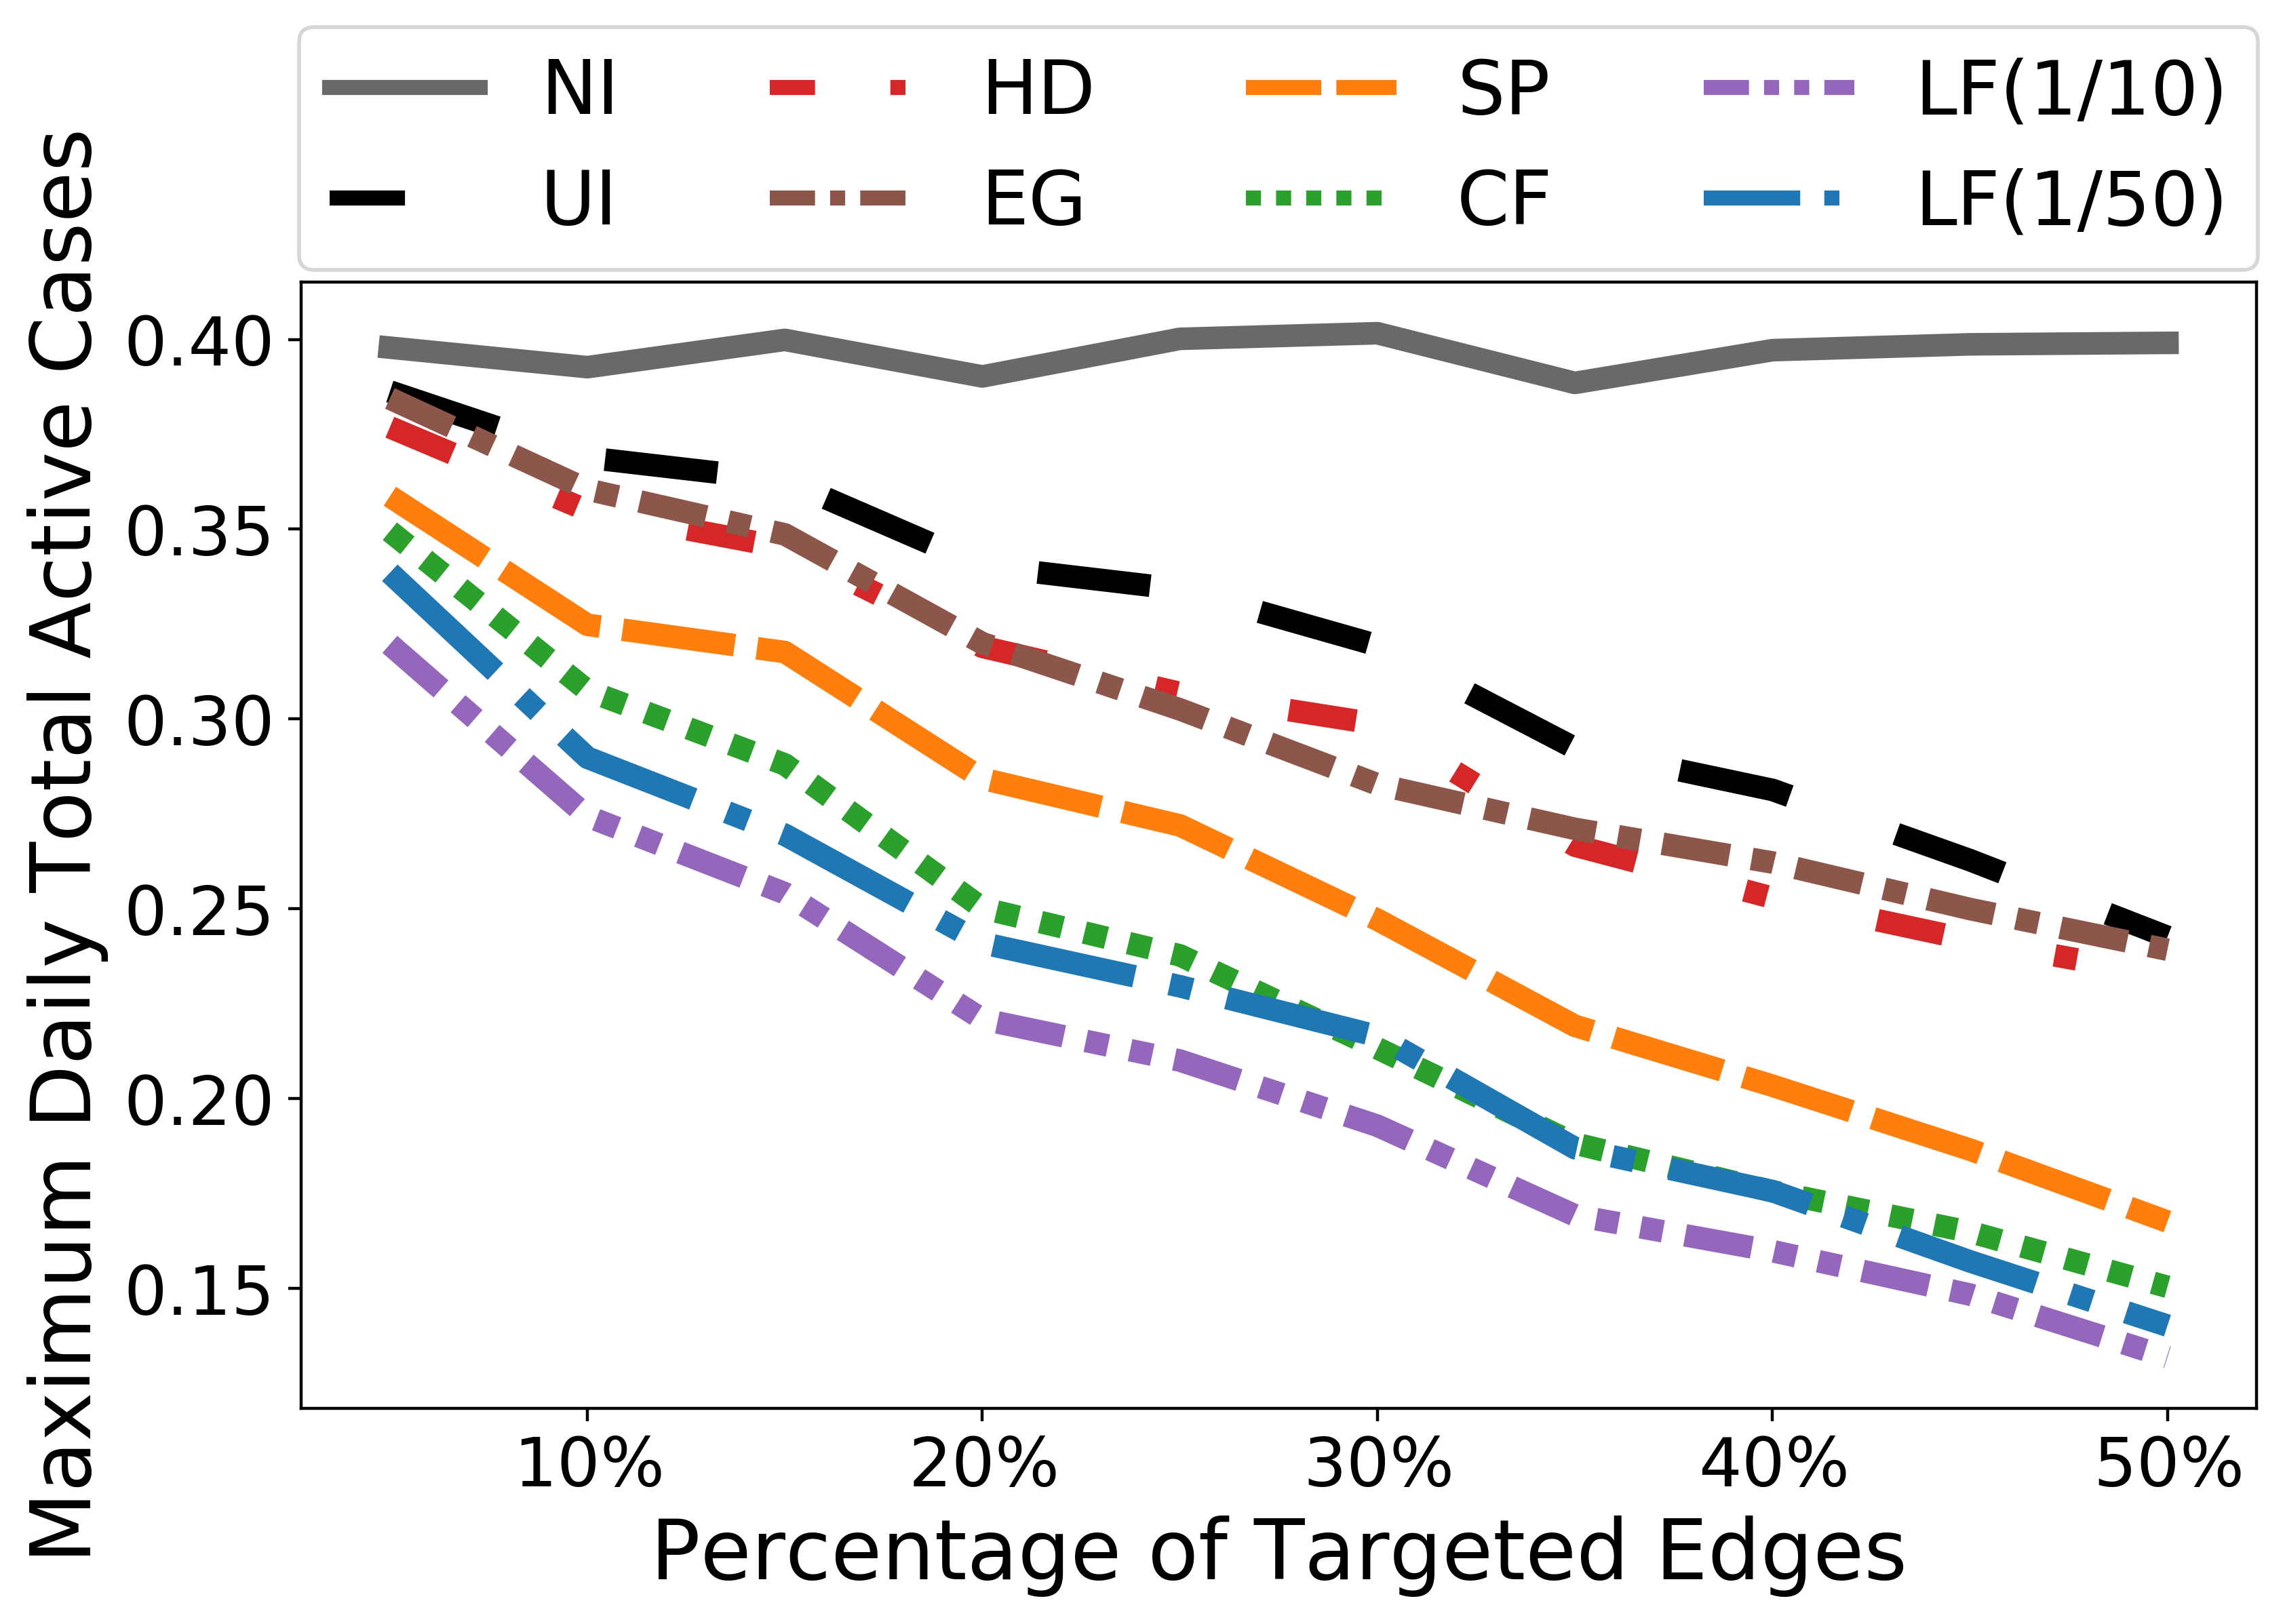 NI HD SP LF(1/10)
UI EG CF LF(1/50)
Maximum Daily Total Active Cases
0.40
0.35
0.30
0.25
0.20
0.15
10% 20% 30% 40% 50%
Percentage of Targeted Edges